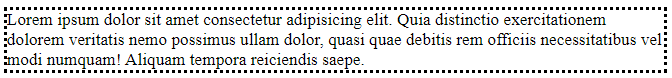 Lorem ipsum dolor sit amet consectetur adipisicing elit. Quia distinctio exercitationem
dolorem veritatis nemo possimus ullam dolor, quasi quae debitis rem officiis necessitatibus vel
modi numquam! Aliquam tempora reiciendis saepe.